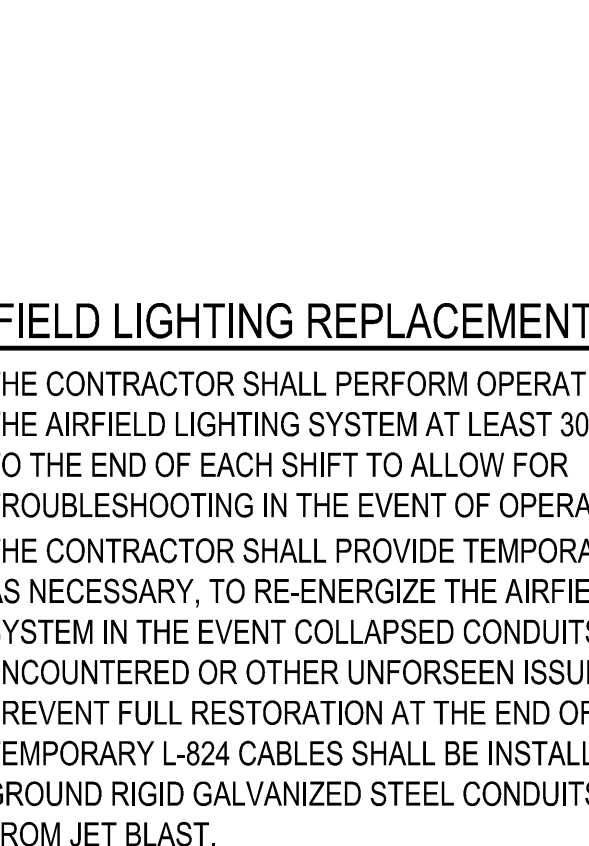 FIELD LIGHTING REPLACEMENT
HE CONTRACTOR SHALL PERFORM OPERAT
HE AIRFIELD LIGHTING SYSTEM AT LEAST 30
O THE END OF EACH SHIFT TO ALLOW FOR
ROUBLESHOOTING IN THE EVENT OF OPERA
HE CONTRACTOR SHALL PROVIDE TEMPORA
AS NECESSARY, TO RE-ENERGIZE THE AIRFIE
SYSTEM IN THE EVENT COLLAPSED CONDUITS
NCOUNTERED OR OTHER UNFORSEEN ISSU
REVENT FULL RESTORATION AT THE END OF
TEMPORARY L-824 CABLES SHALL BE INSTALL
GROUND RIGID GALVANIZED STEEL CONDUITS
ROM JET BLAST.